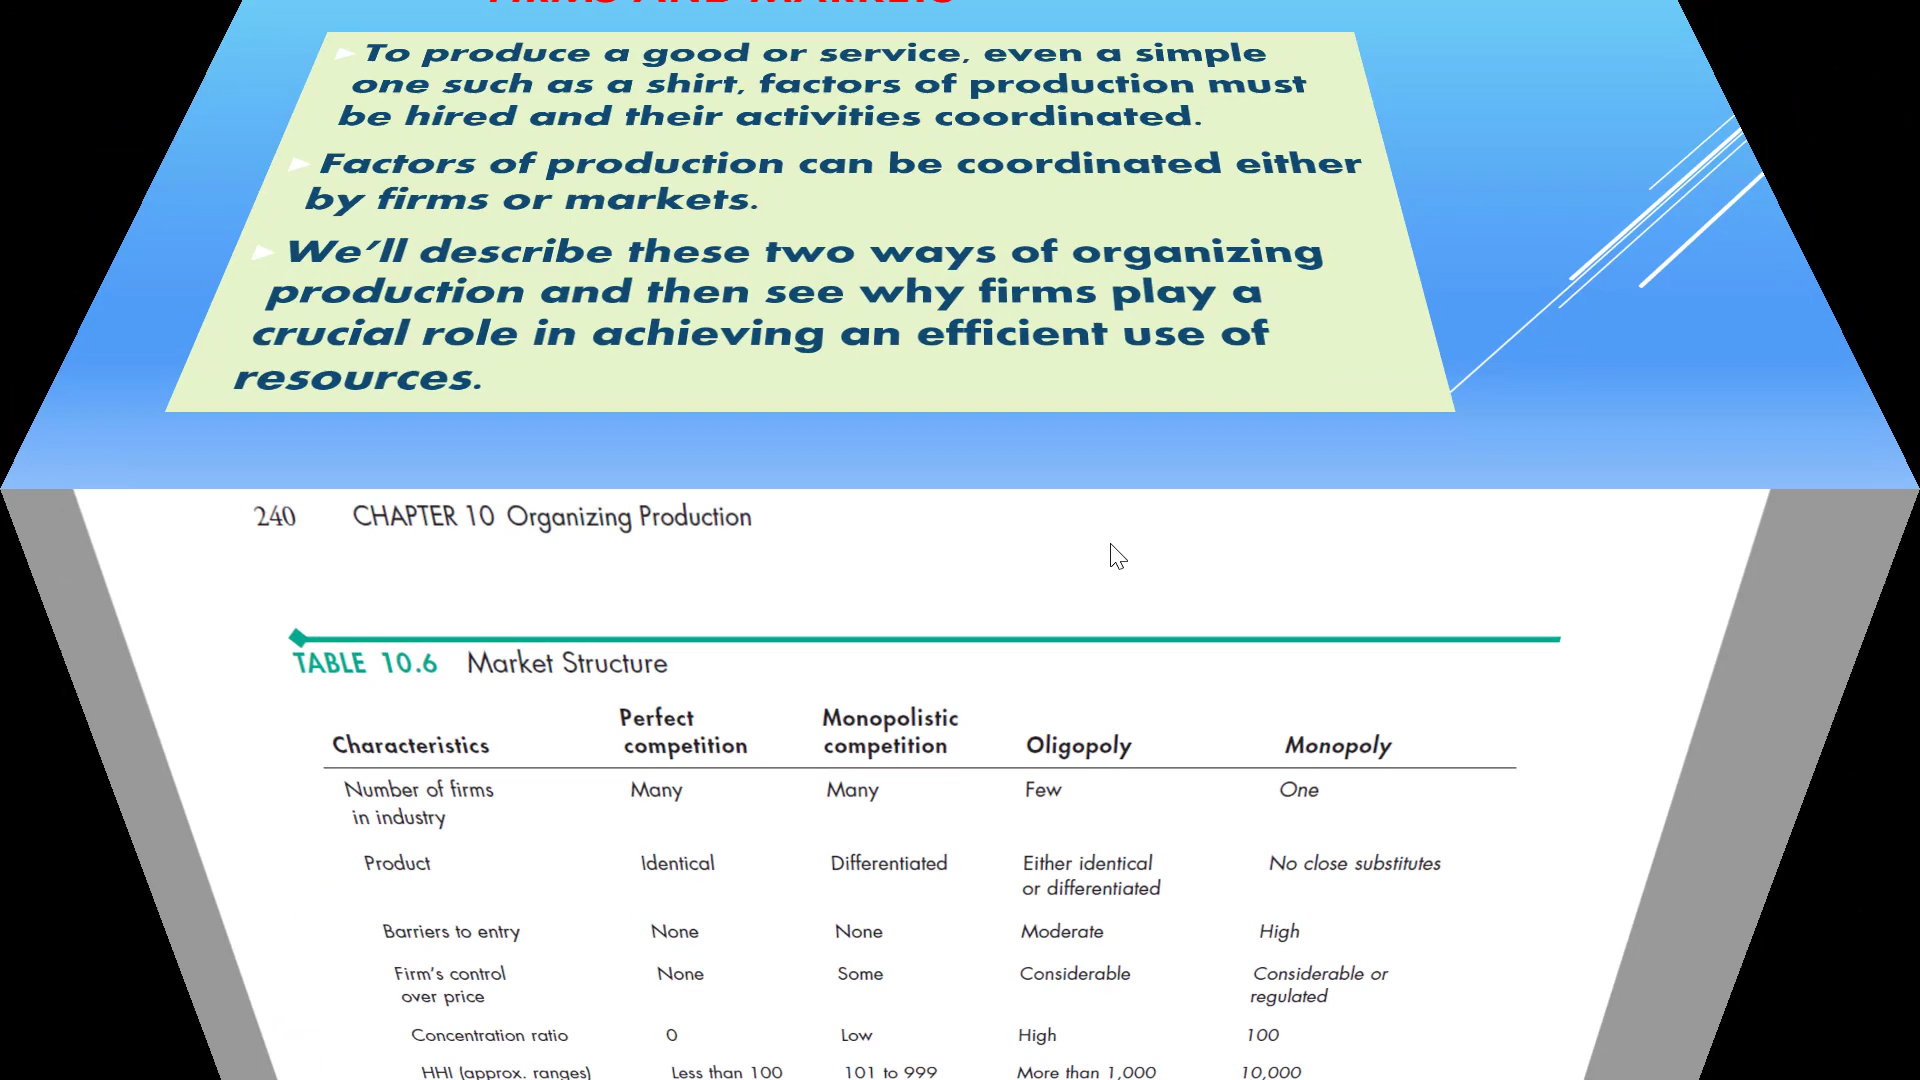 FIRMS AND MARKETS
To produce a good or service, even a simple
one such as a shirt, factors of production must
be hired and their activities coordinated.
Factors of production can be coordinated either
by firms or markets.
We’ll describe these two ways of organizing
production and then see why firms play a
crucial role in achieving an efficient use of
resources.
240 CHAPTER 10 Organizing Production
TABLE 10.6 Market Structure
Characteristics Perfect competition Monopolistic competition Oligopoly Monopoly
Number of firms in industry Many Many Few One
Product Identical Differentiated Either identical or differentiated No close substitutes
Barriers to entry None None Moderate High
Firm’s control over price None Some Considerable Considerable or regulated
Concentration ratio 0 Low High 100
HHI (approx. ranges) Less than 100 101 to 999 More than 1,000 10,000